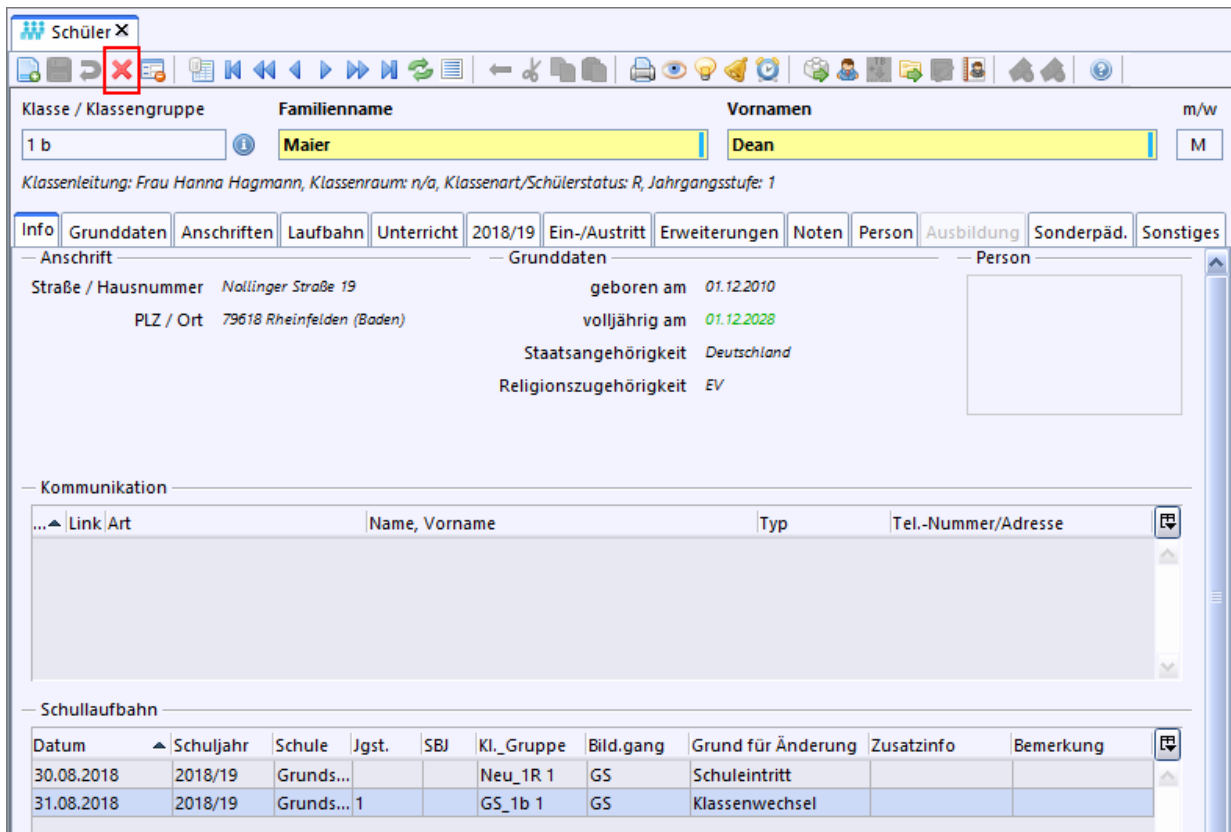 Schüler
Klasse / Klassengruppe Familienname Vornamen m/w
1 b Maier Dean M
Klassenleitung: Frau Hanna Hagmann, Klassenraum: n/a, Klassenart/Schülerstatus: R, Jahrgangsstufe: 1
Info Grunddaten Anschriften Laufbahn Unterricht 2018/19 Ein-/Austritt Erweiterungen Noten Person Ausbildung Sonderpäd. Sonstiges
Anschrift Grunddaten Person
Straße / Hausnummer Nollinger Straße 19 geboren am 01.12.2010
PLZ / Ort 79618 Rheinfelden (Baden) volljährig am 01.12.2028
Staatsangehörigkeit Deutschland
Religionszugehörigkeit EV
Kommunikation
... Link Art Name, Vorname Typ Tel.-Nummer/Adresse
Schullaufbahn
Datum Schuljahr Schule Jgst. SBJ Kl._Gruppe Bild.gang Grund für Änderung Zusatzinfo Bemerkung
30.08.2018 2018/19 Grunds... Neu_1R 1 GS Schuleintritt
31.08.2018 2018/19 Grunds... 1 GS_1b 1 GS Klassenwechsel